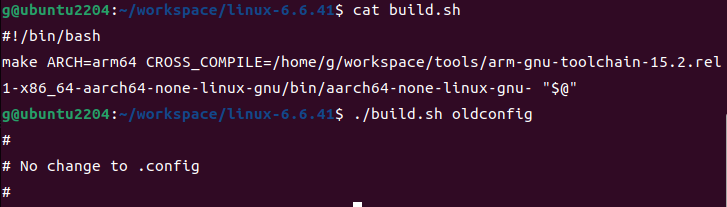 g@ubuntu2204:~/workspace/linux-6.6.41$ cat build.sh
#!/bin/bash
make ARCH=arm64 CROSS_COMPILE=/home/g/workspace/tools/arm-gnu-toolchain-15.2.rel
1-x86_64-aarch64-none-linux-gnu/bin/aarch64-none-linux-gnu- "$@"
g@ubuntu2204:~/workspace/linux-6.6.41$ ./build.sh oldconfig
#
# No change to .config
#